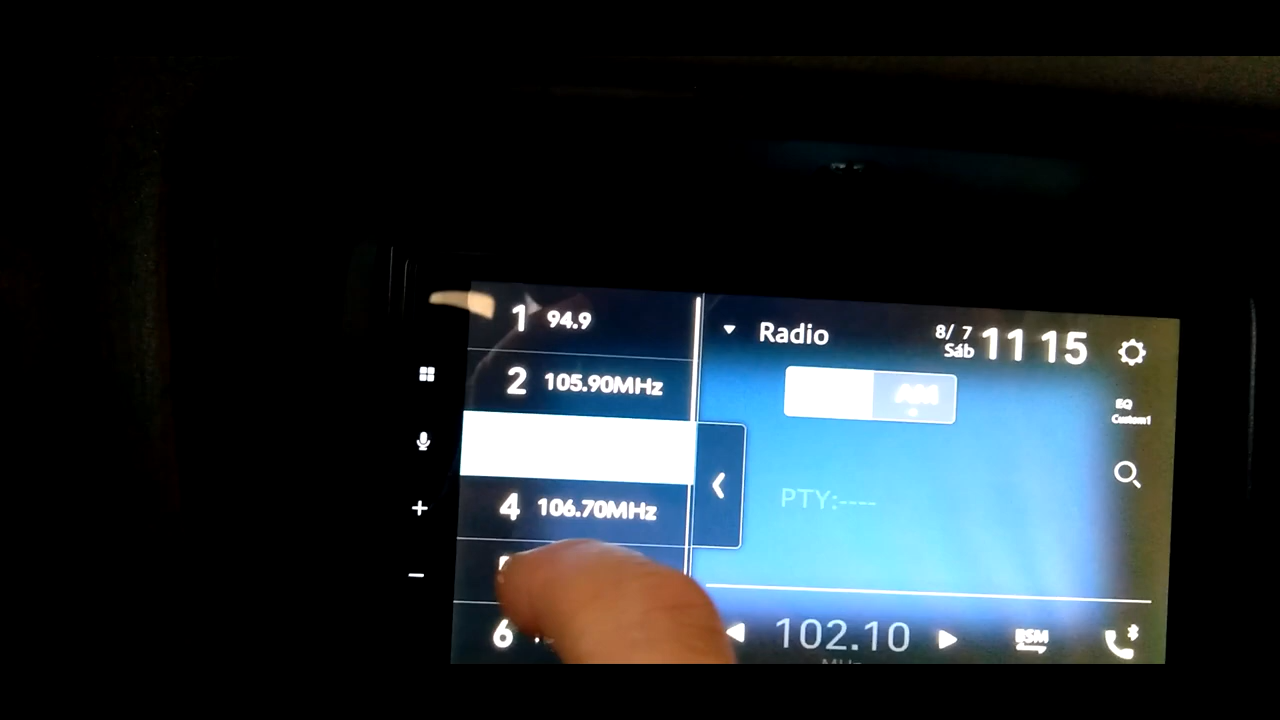 1 94.9
2 105.90MHz
4 106.70MHz
6
Radio
8/ 7
Sáb
11 15
AM
EQ
Custom1
PTY:----
102.10
MHz
BSM